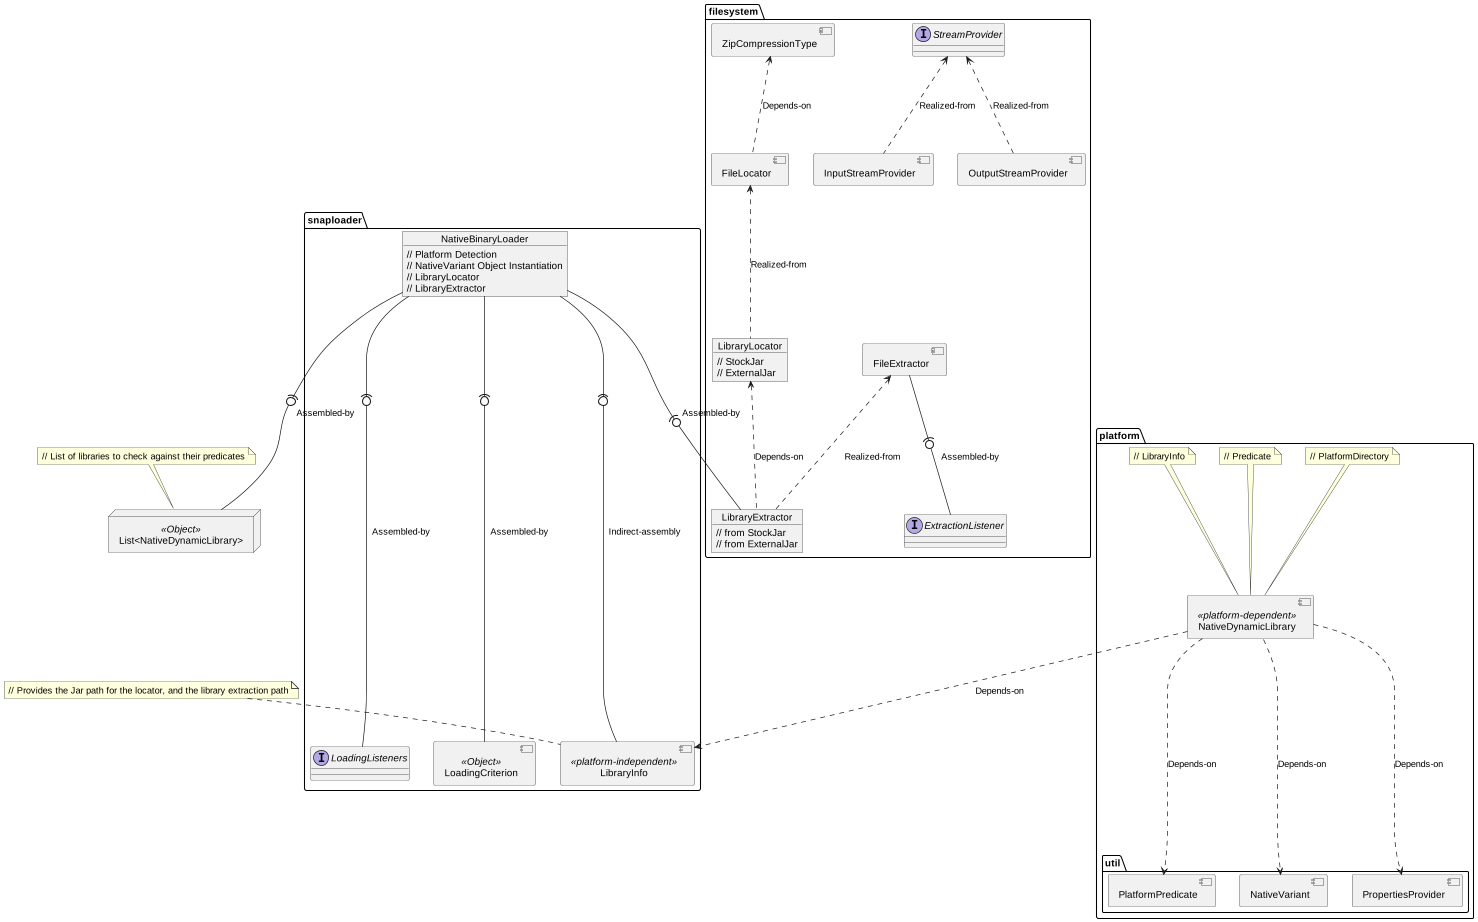 filesystem
ZipCompressionType
I StreamProvider
Depends-on
Realized-from
Realized-from
FileLocator
InputStreamProvider
OutputStreamProvider
snaploader
NativeBinaryLoader
// Platform Detection
// NativeVariant Object Instantiation
// LibraryLocator
// LibraryExtractor
Realized-from
LibraryLocator
// StockJar
// ExternalJar
FileExtractor
Assembled-by
Assembled-by
Depends-on
Realized-from
Assembled-by
platform
// LibraryInfo
// Predicate
// PlatformDirectory
// List of libraries to check against their predicates
«Object»
List<NativeDynamicLibrary>
Assembled-by
Assembled-by
Indirect-assembly
LibraryExtractor
// from StockJar
// from ExternalJar
I ExtractionListener
«platform-dependent»
NativeDynamicLibrary
// Provides the Jar path for the locator, and the library extraction path
Depends-on
I LoadingListeners
«Object»
LoadingCriterion
«platform-independent»
LibraryInfo
Depends-on
Depends-on
Depends-on
util
PlatformPredicate
NativeVariant
PropertiesProvider